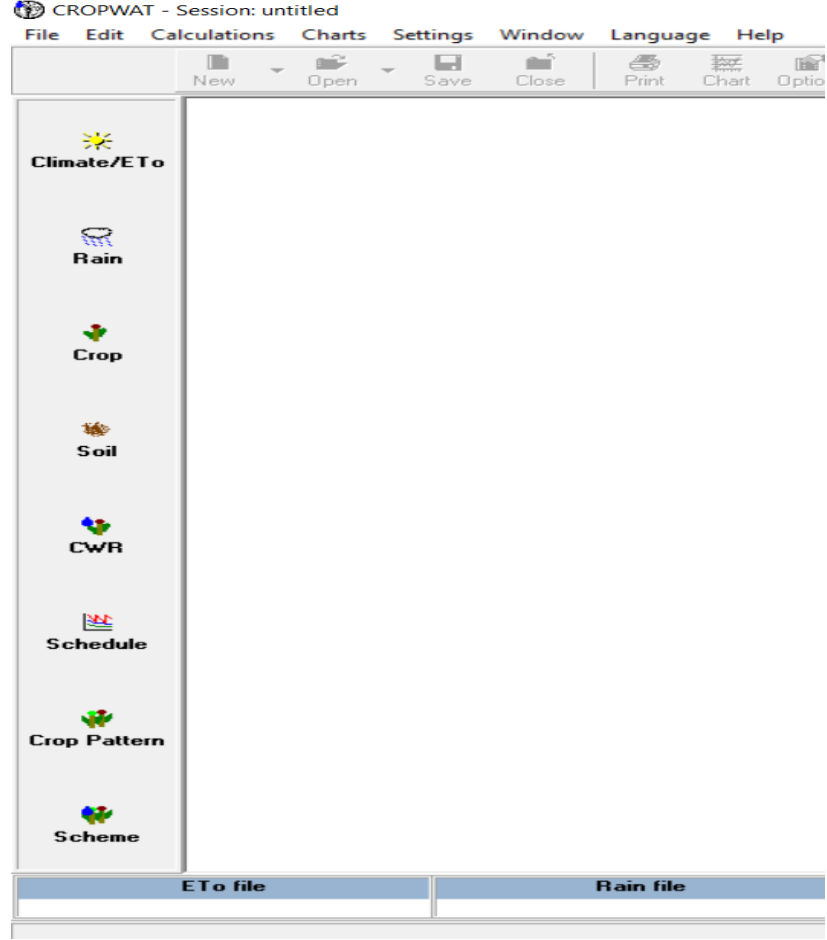 CROPWAT - Session: untitled
File Edit Calculations Charts Settings Window Language Help
New Open Save Close Print Chart Optio
Climate/ETo
Rain
Crop
Soil
CWR
Schedule
Crop Pattern
Scheme
ETo file Rain file